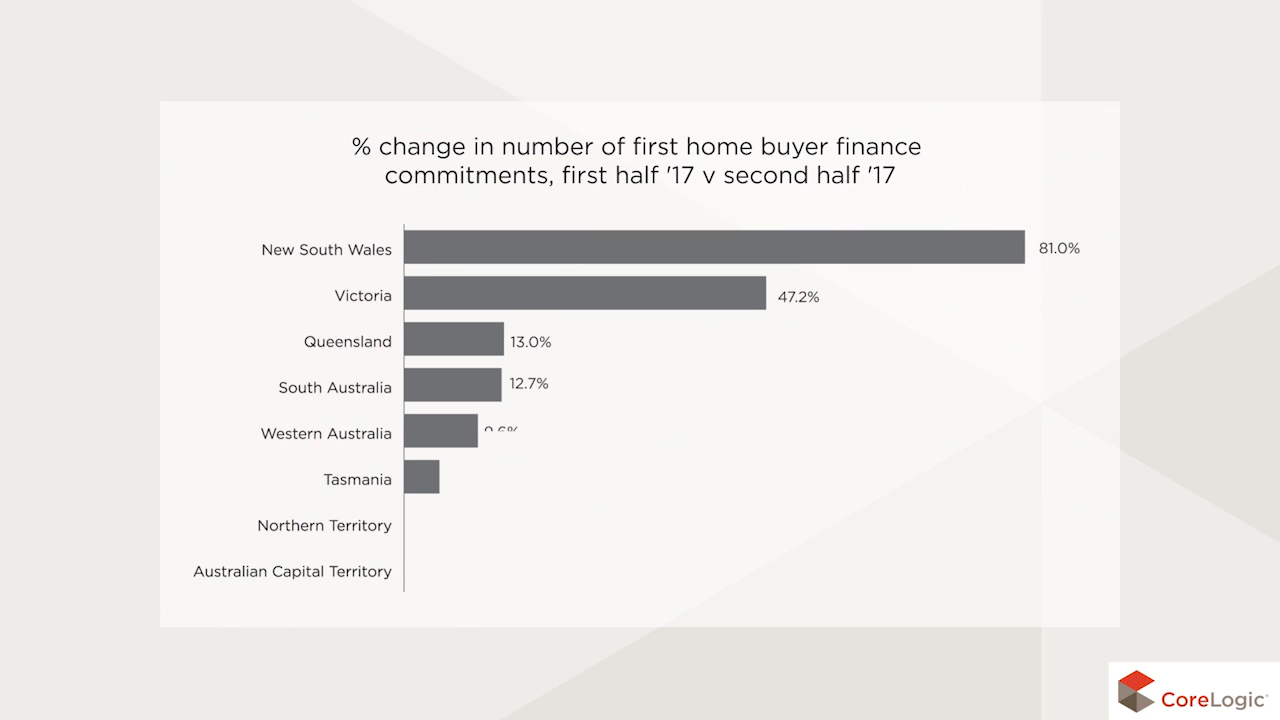 % change in number of first home buyer finance
commitments, first half '17 v second half '17
New South Wales
81.0%
Victoria
47.2%
Queensland
13.0%
South Australia
12.7%
Western Australia
Tasmania
Northern Territory
Australian Capital Territory
CoreLogic